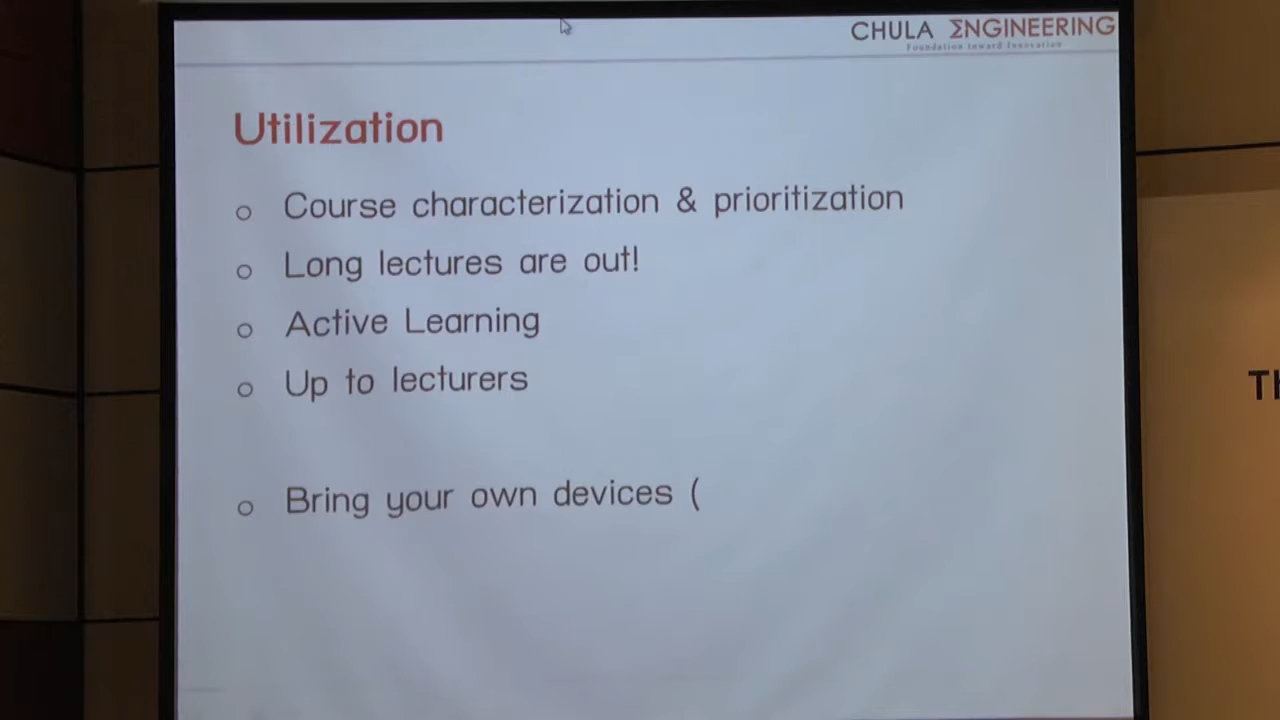 CHULA ΣNGINEERING
Foundation toward Innovation
Utilization
o Course characterization & prioritization
o Long lectures are out!
o Active Learning
o Up to lecturers
o Bring your own devices (
TH